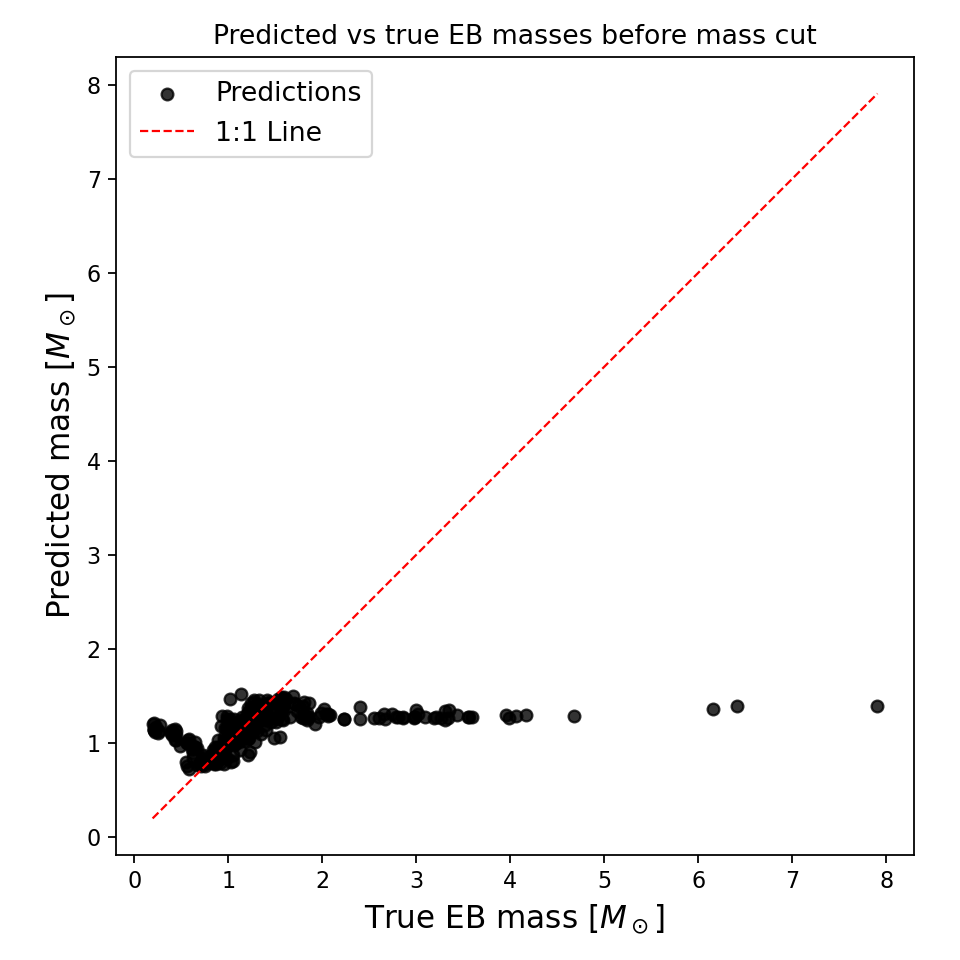 Predicted vs true EB masses before mass cut
Predictions
1:1 Line
8
7
6
5
4
3
2
1
0
Predicted mass [$M_\odot$]
0 1 2 3 4 5 6 7 8
True EB mass [$M_\odot$]